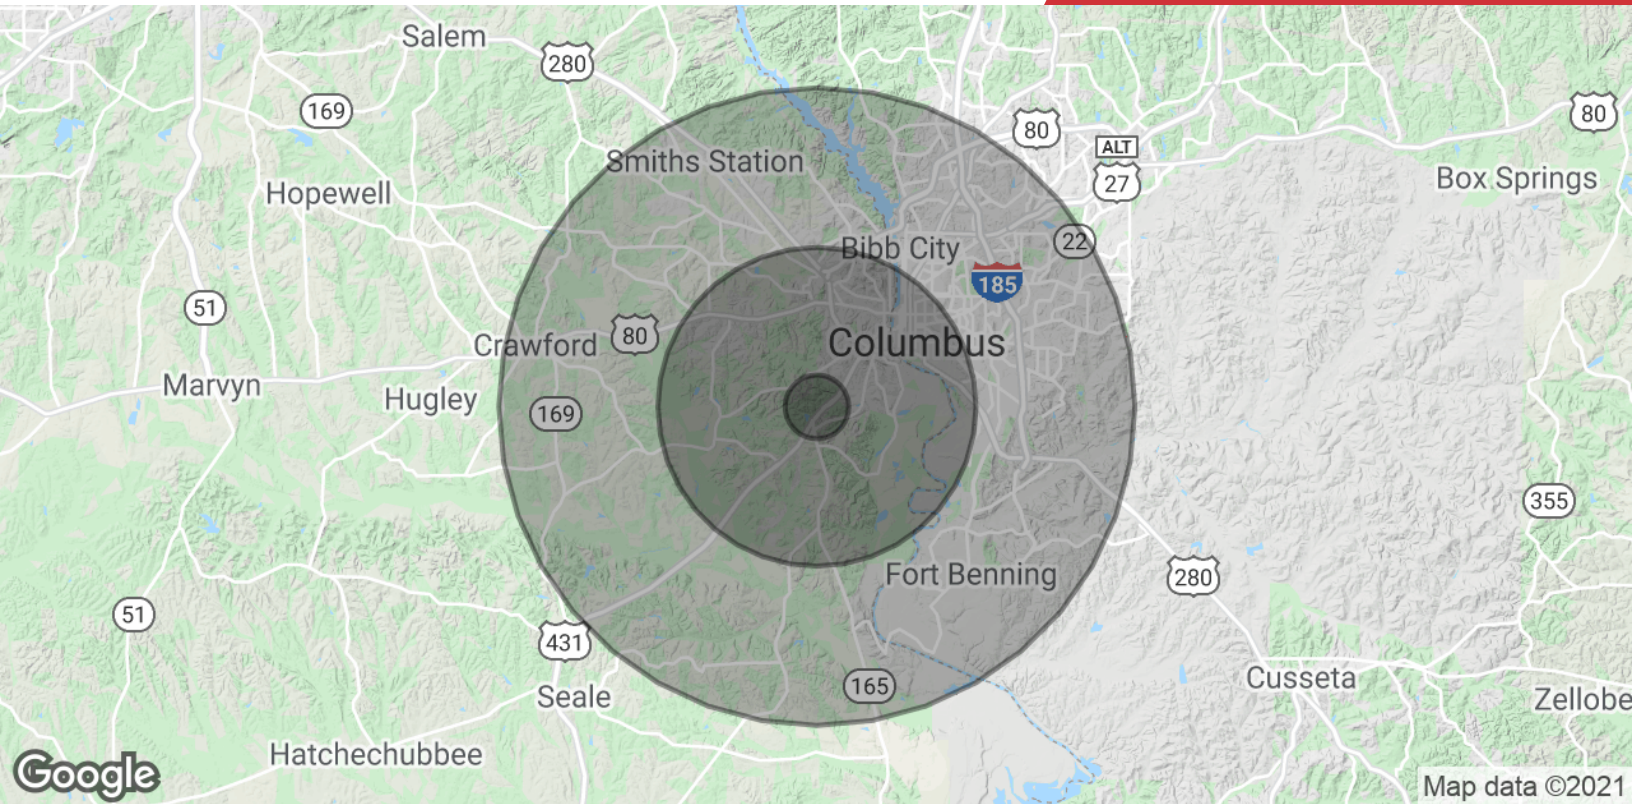 Salem
280
169
80
80
ALT
27
Smiths Station
Box Springs
Hopewell
22
Bibb City
185
51
80
Crawford
Columbus
Marvyn
Hugley
169
355
Fort Benning
280
51
431
165
Cusseta
Seale
Zellobe
Hatchechubbee
Google
Map data ©2021